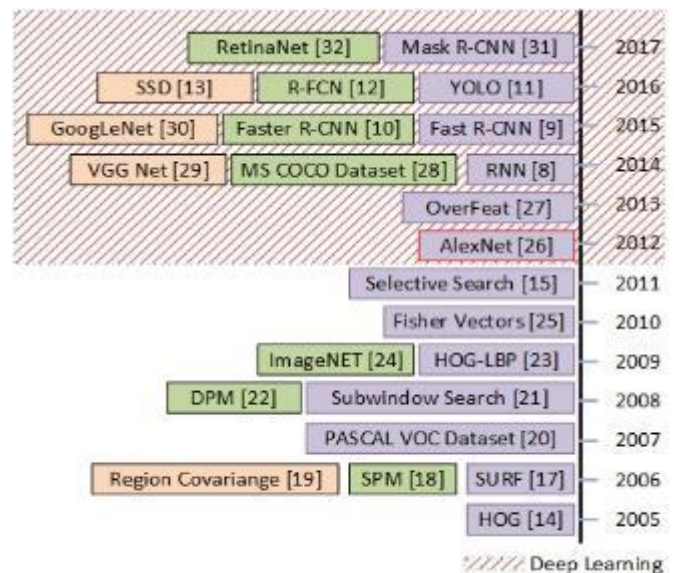 RetinaNet [32] Mask R-CNN [31] 2017
SSD [13] R-FCN [12] YOLO [11] 2016
GoogLeNet [30] Faster R-CNN [10] Fast R-CNN [9] 2015
VGG Net [29] MS COCO Dataset [28] RNN [8] 2014
OverFeat [27] 2013
AlexNet [26] 2012
Selective Search [15] 2011
Fisher Vectors [25] 2010
ImageNET [24] HOG-LBP [23] 2009
DPM [22] Subwindow Search [21] 2008
PASCAL VOC Dataset [20] 2007
Region Covariange [19] SPM [18] SURF [17] 2006
HOG [14] 2005
Deep Learning